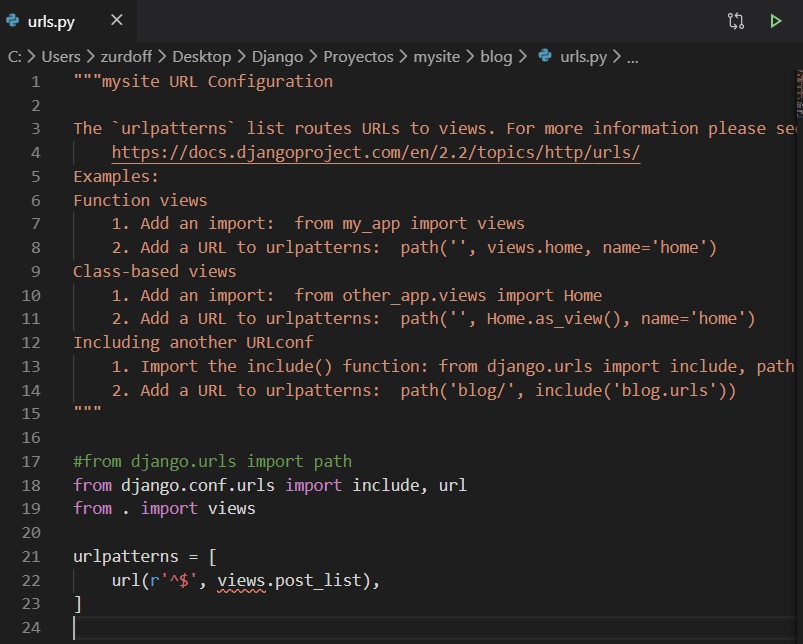 urls.py
C: > Users > zurdoff > Desktop > Django > Proyectos > mysite > blog > urls.py > ...
1 """mysite URL Configuration
2
3 The `urlpatterns` list routes URLs to views. For more information please see
4     https://docs.djangoproject.com/en/2.2/topics/http/urls/
5 Examples:
6 Function views
7     1. Add an import:  from my_app import views
8     2. Add a URL to urlpatterns:  path('', views.home, name='home')
9 Class-based views
10     1. Add an import:  from other_app.views import Home
11     2. Add a URL to urlpatterns:  path('', Home.as_view(), name='home')
12 Including another URLconf
13     1. Import the include() function: from django.urls import include, path
14     2. Add a URL to urlpatterns:  path('blog/', include('blog.urls'))
15 """
16
17 #from django.urls import path
18 from django.conf.urls import include, url
19 from . import views
20
21 urlpatterns = [
22     url(r'^$', views.post_list),
23 ]
24